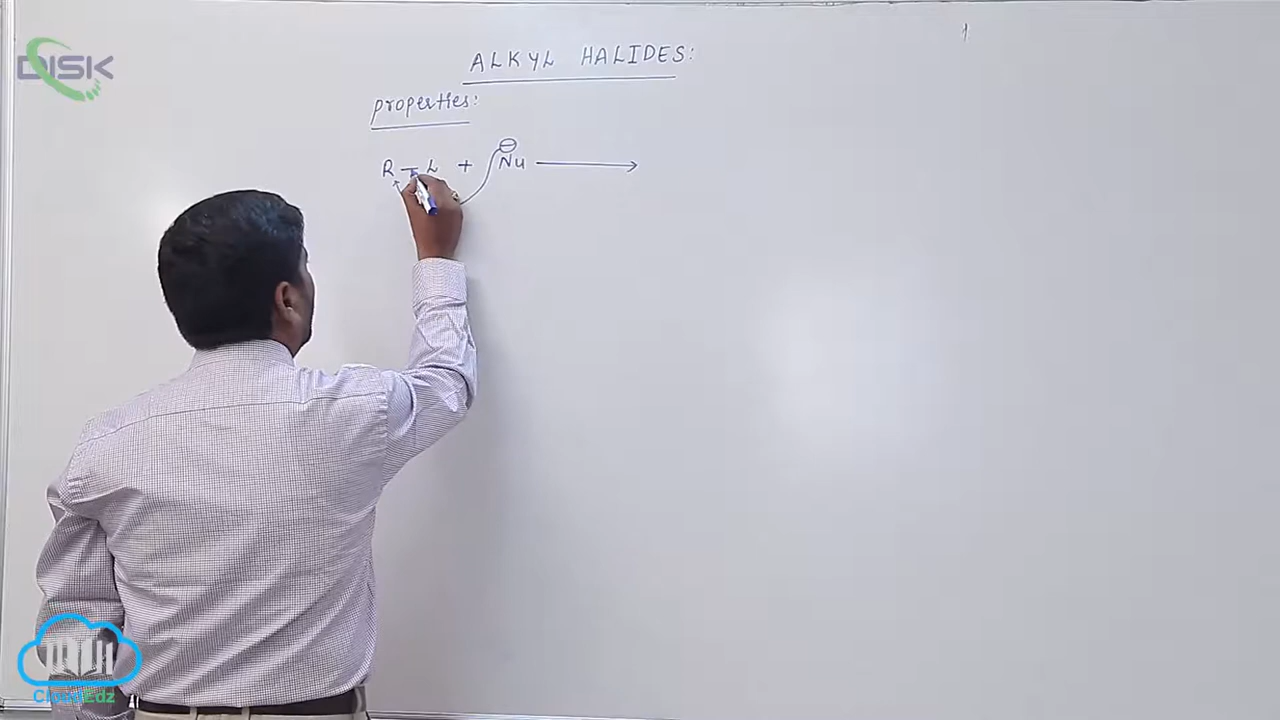 DISK
ALKYL HALIDES:
properties:
R — L + Nu ⊖ ⟶
CloudEdz